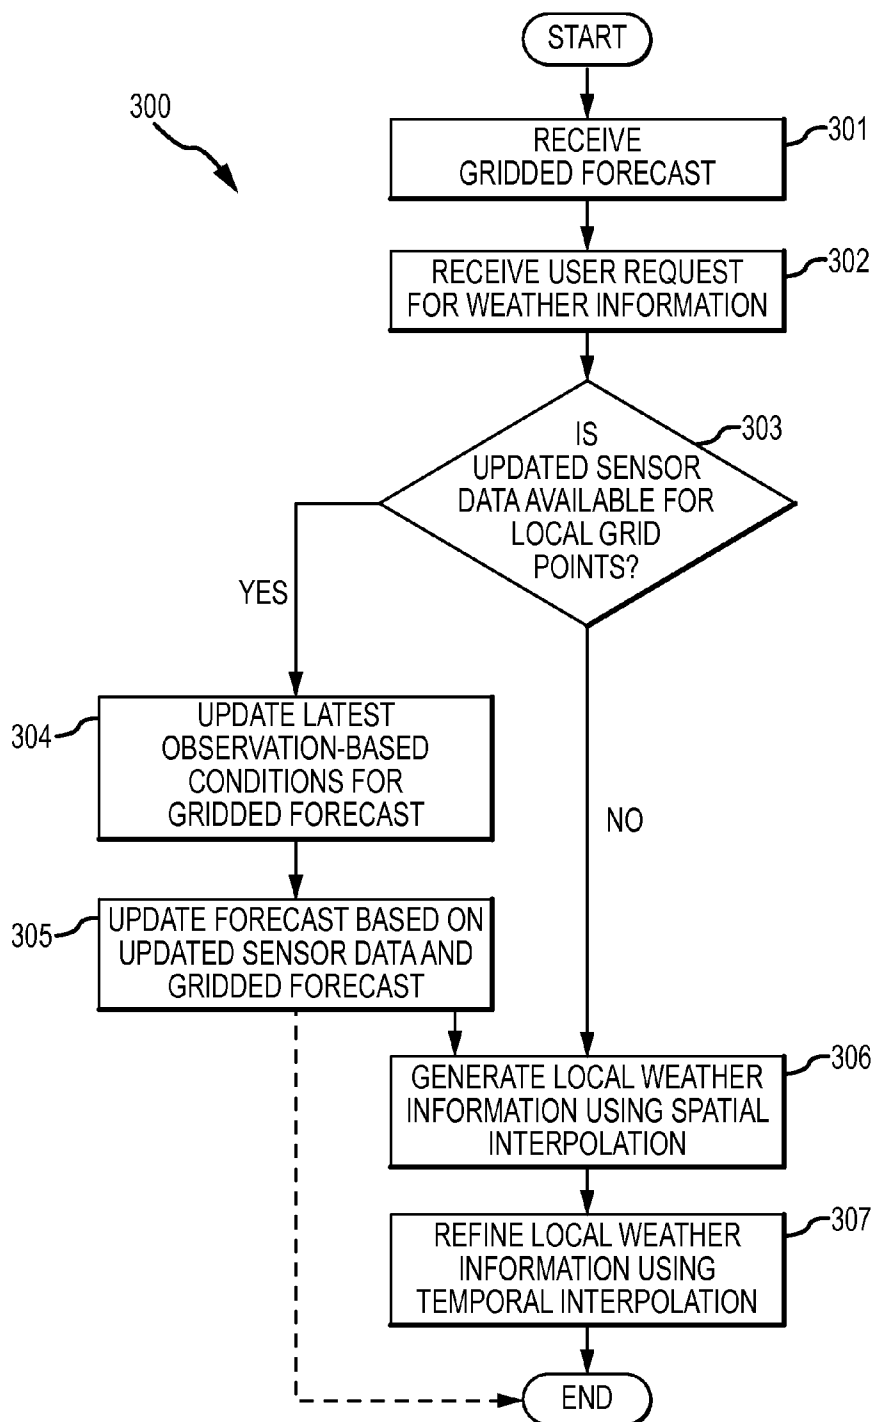 START
300
RECEIVE
GRIDDED FORECAST
301
RECEIVE USER REQUEST
FOR WEATHER INFORMATION
302
IS
UPDATED SENSOR
DATA AVAILABLE FOR
LOCAL GRID
POINTS?
303
YES
NO
304
UPDATE LATEST
OBSERVATION-BASED
CONDITIONS FOR
GRIDDED FORECAST
305
UPDATE FORECAST BASED ON
UPDATED SENSOR DATA AND
GRIDDED FORECAST
GENERATE LOCAL WEATHER
INFORMATION USING SPATIAL
INTERPOLATION
306
REFINE LOCAL WEATHER
INFORMATION USING
TEMPORAL INTERPOLATION
307
END